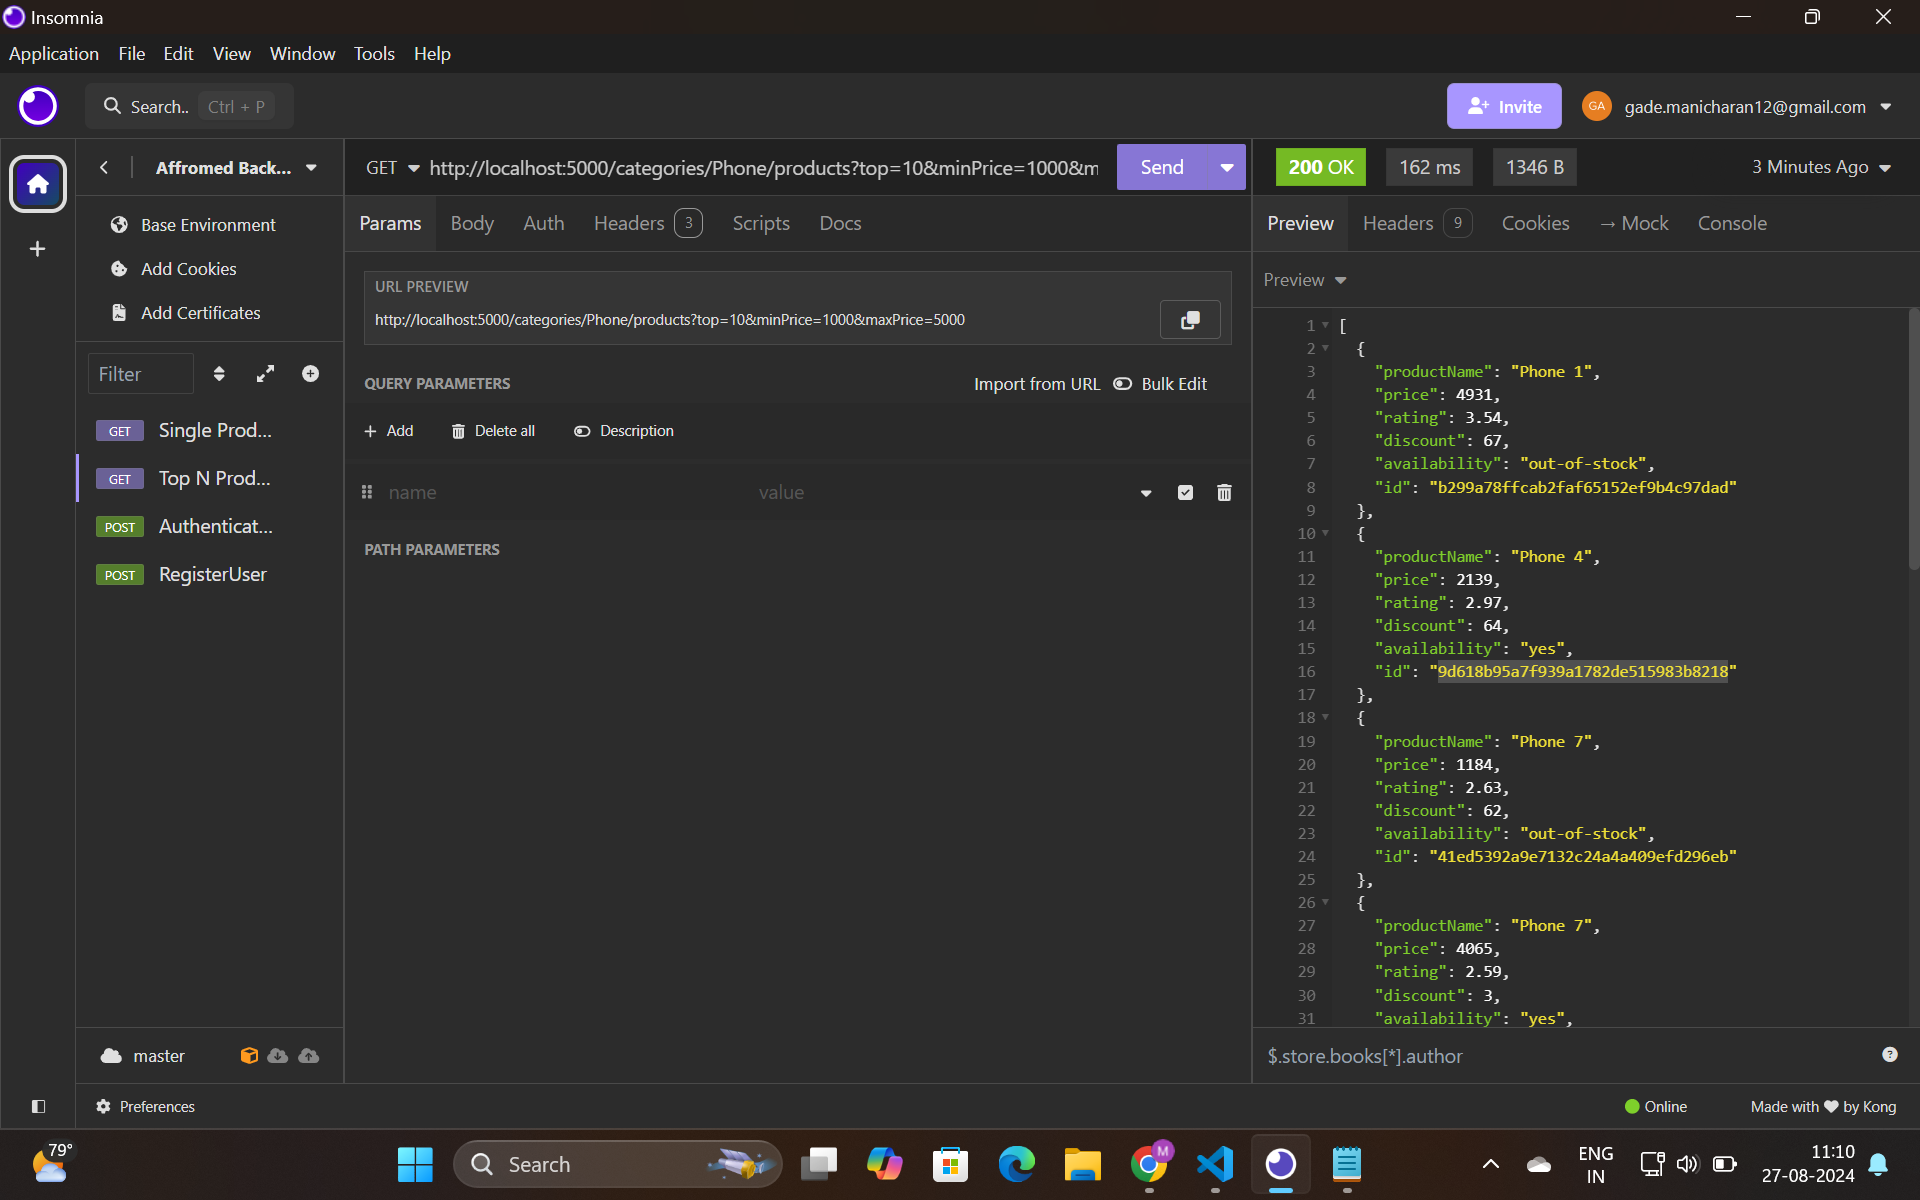 Insomnia
Application File Edit View Window Tools Help
Search.. Ctrl + P
Invite
GA gade.manicharan12@gmail.com
Affromed Back...
GET http://localhost:5000/categories/Phone/products?top=10&minPrice=1000&m
Send
200 OK 162 ms 1346 B 3 Minutes Ago
Base Environment
Add Cookies
Add Certificates
Filter
GET Single Prod...
GET Top N Prod...
POST Authenticat...
POST RegisterUser
Params Body Auth Headers 3 Scripts Docs
URL PREVIEW
http://localhost:5000/categories/Phone/products?top=10&minPrice=1000&maxPrice=5000
QUERY PARAMETERS Import from URL Bulk Edit
+ Add Delete all Description
name value
PATH PARAMETERS
Preview Headers 9 Cookies → Mock Console
Preview
1 [
2 {
3 "productName": "Phone 1",
4 "price": 4931,
5 "rating": 3.54,
6 "discount": 67,
7 "availability": "out-of-stock",
8 "id": "b299a78ffcab2faf65152ef9b4c97dad"
9 },
10 {
11 "productName": "Phone 4",
12 "price": 2139,
13 "rating": 2.97,
14 "discount": 64,
15 "availability": "yes",
16 "id": "9d618b95a7f939a1782de515983b8218"
17 },
18 {
19 "productName": "Phone 7",
20 "price": 1184,
21 "rating": 2.63,
22 "discount": 62,
23 "availability": "out-of-stock",
24 "id": "41ed5392a9e7132c24a4a409efd296eb"
25 },
26 {
27 "productName": "Phone 7",
28 "price": 4065,
29 "rating": 2.59,
30 "discount": 3,
31 "availability": "yes",
$.store.books[*].author
master
Preferences
Online
Made with ❤ by Kong
79°
Search
M
ENG
IN
11:10
27-08-2024